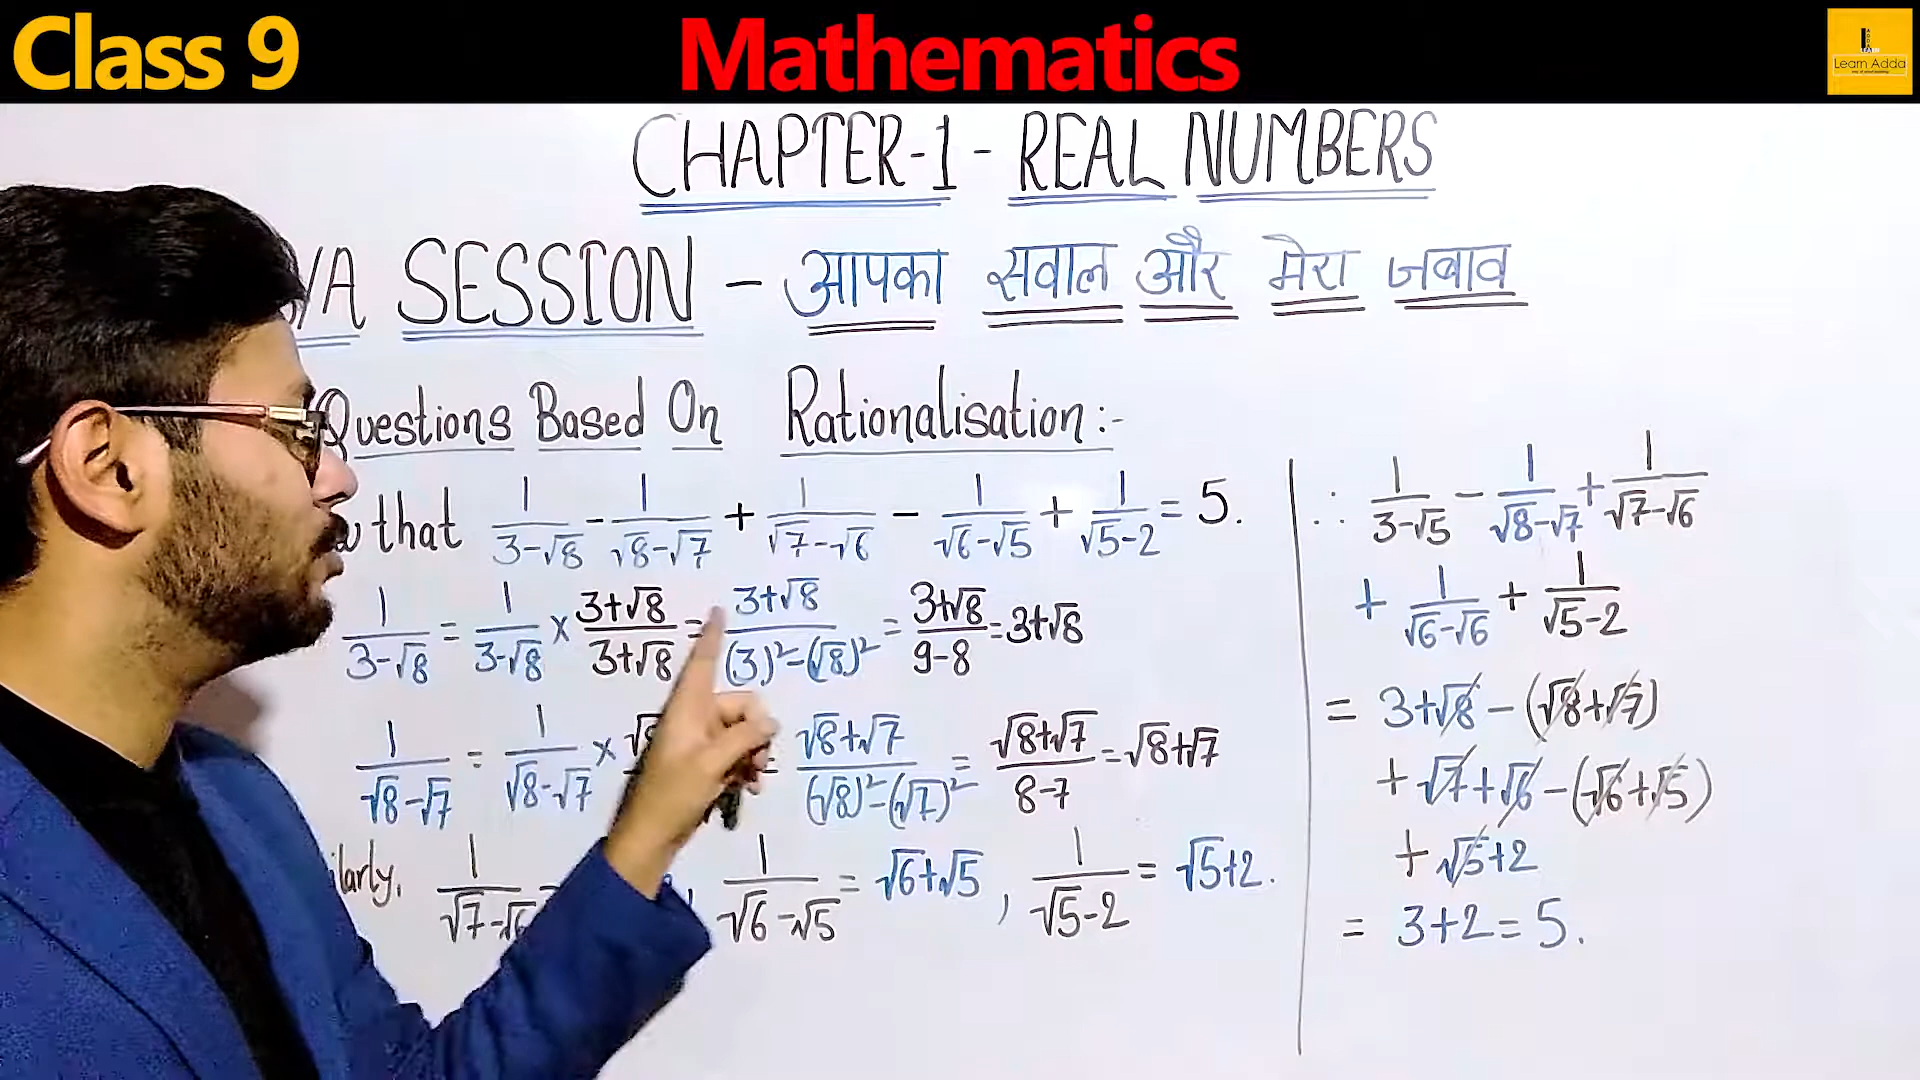 Class 9
Mathematics
Learn Adda
CHAPTER-1 - REAL NUMBERS
/A SESSION - आपका सवाल और मेरा जबाव
Questions Based On Rationalisation:-
that 1/(3-√8) - 1/(√8-√7) + 1/(√7-√6) - 1/(√6-√5) + 1/(√5-2) = 5.
1/(3-√8) = 1/(3-√8) × (3+√8)/(3+√8) = (3+√8)/((3)²-(√8)²) = (3+√8)/(9-8) = 3+√8
1/(√8-√7) = 1/(√8-√7) × √8 = (√8+√7)/((√8)²-(√7)²) = (√8+√7)/(8-7) = √8+√7
larly, 1/(√7-√6) = , 1/(√6-√5) = √6+√5, 1/(√5-2) = √5+2.
∴ 1/(3-√5) - 1/(√8-√7) + 1/(√7-√6)
+ 1/(√6-√6) + 1/(√5-2)
= 3+√8-(√8+√7)
+ √7+√6-(√6+√5)
+ √5+2
= 3+2=5.